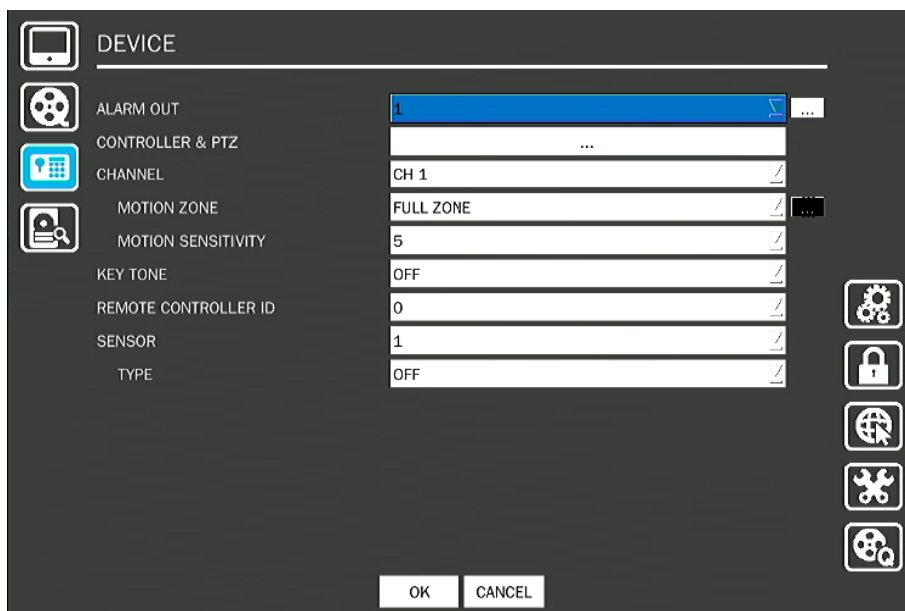 DEVICE
ALARM OUT 1 ...
CONTROLLER & PTZ ...
CHANNEL CH 1
MOTION ZONE FULL ZONE ...
MOTION SENSITIVITY 5
KEY TONE OFF
REMOTE CONTROLLER ID 0
SENSOR 1
TYPE OFF
Q
OK CANCEL